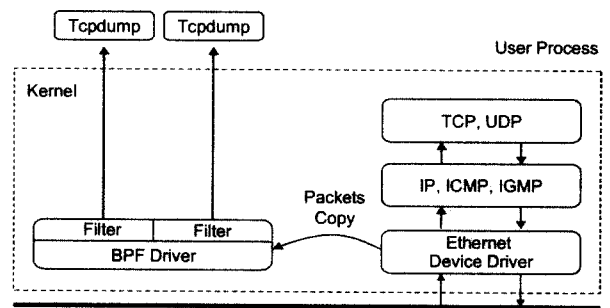 Tcpdump
Tcpdump
User Process
Kernel
TCP, UDP
IP, ICMP, IGMP
Packets
Copy
Filter
Filter
BPF Driver
Ethernet
Device Driver